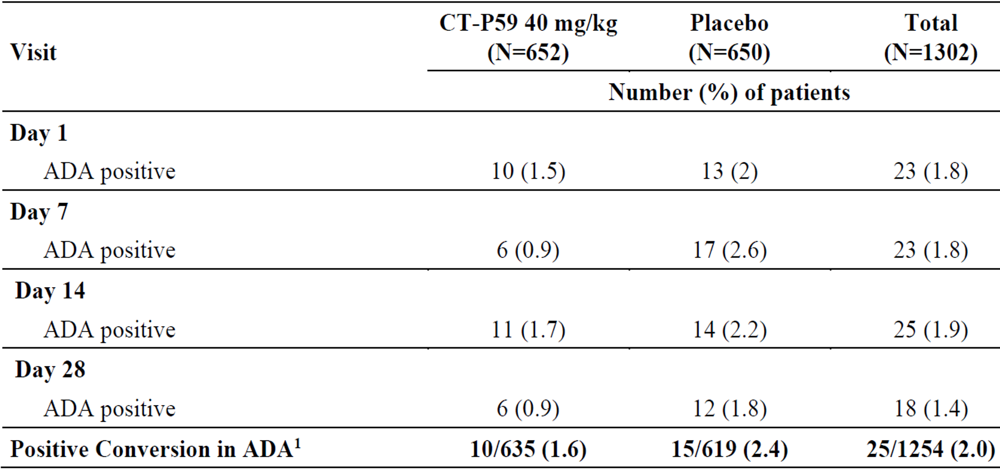 CT-P59 40 mg/kg Placebo Total
Visit (N=652) (N=650) (N=1302)
Number (%) of patients
Day 1
ADA positive 10 (1.5) 13 (2) 23 (1.8)
Day 7
ADA positive 6 (0.9) 17 (2.6) 23 (1.8)
Day 14
ADA positive 11 (1.7) 14 (2.2) 25 (1.9)
Day 28
ADA positive 6 (0.9) 12 (1.8) 18 (1.4)
Positive Conversion in ADA¹ 10/635 (1.6) 15/619 (2.4) 25/1254 (2.0)